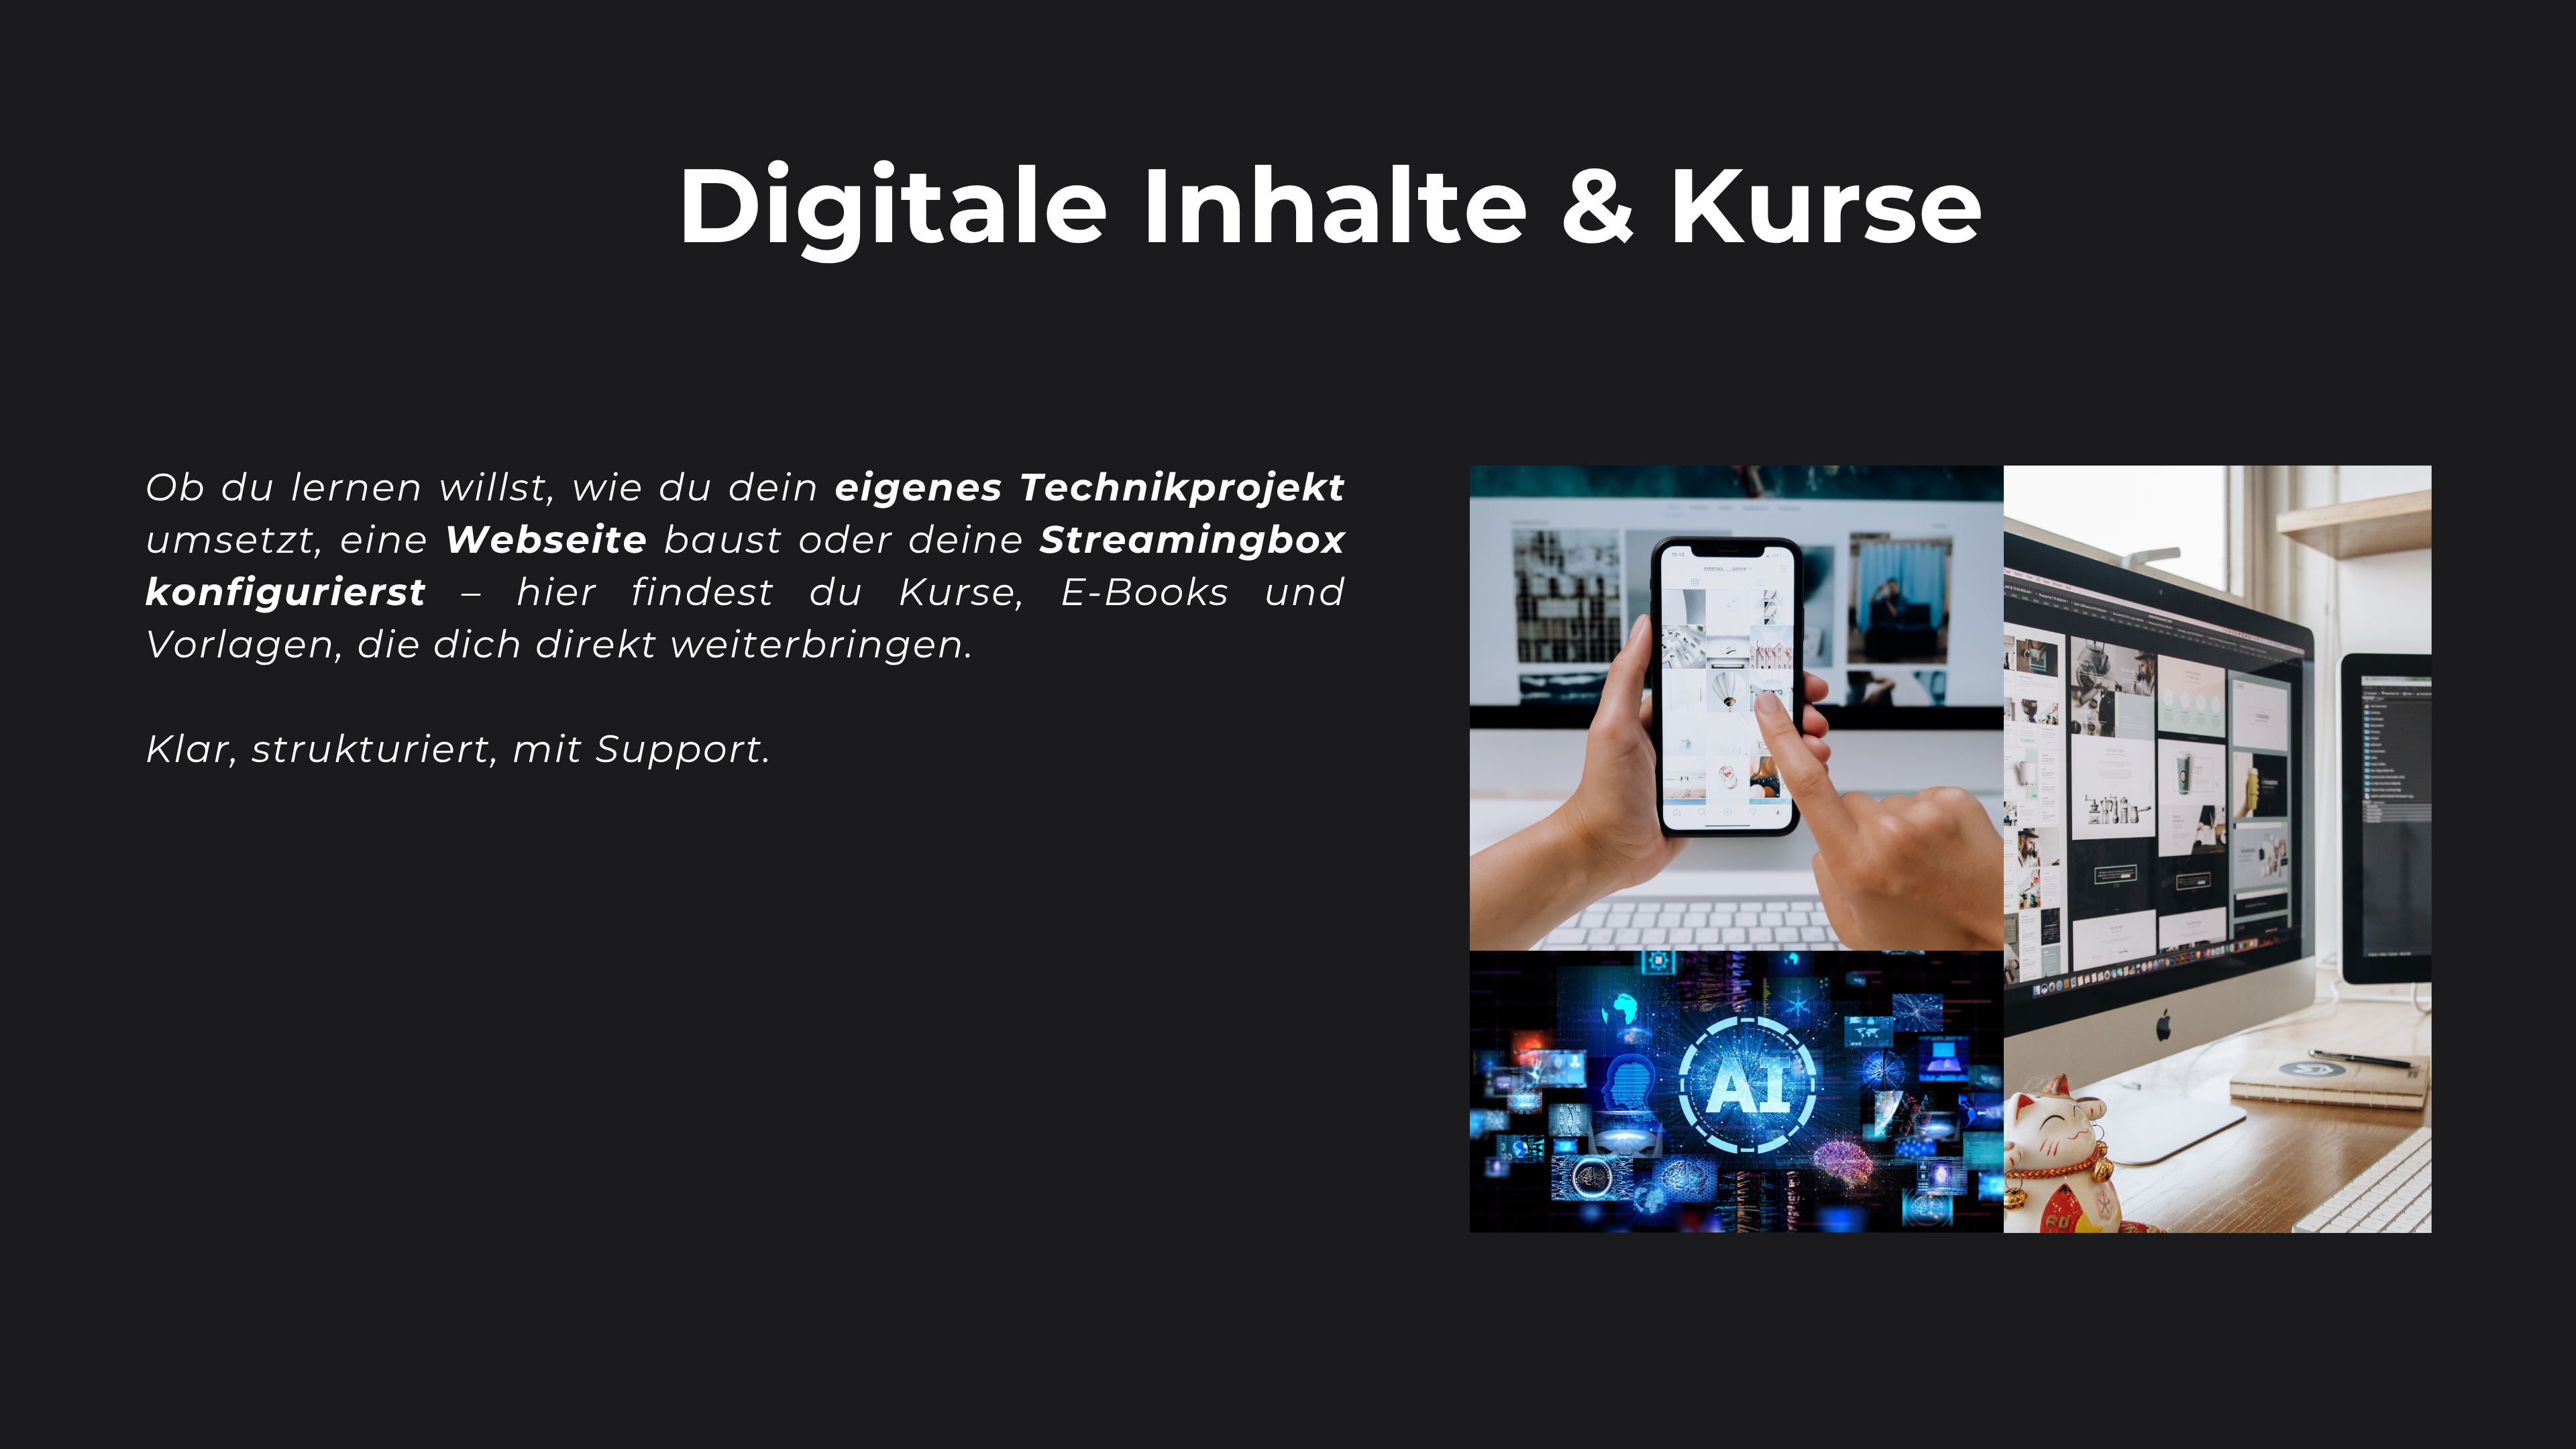 Digitale Inhalte & Kurse
Ob du lernen willst, wie du dein eigenes Technikprojekt
umsetzt, eine Webseite baust oder deine Streamingbox
konfigurierst – hier findest du Kurse, E-Books und
Vorlagen, die dich direkt weiterbringen.
Klar, strukturiert, mit Support.
AI